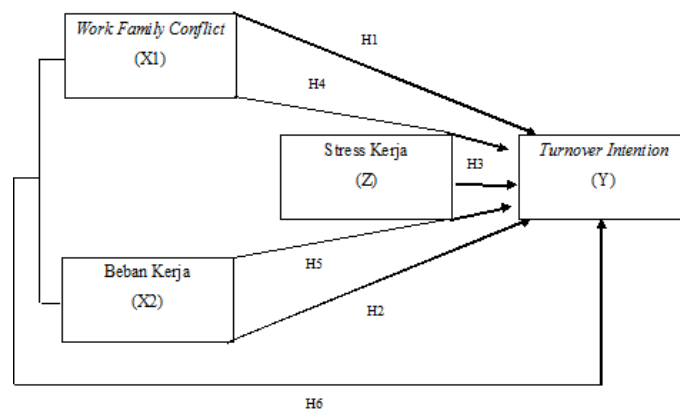 Work Family Conflict
(X1)
H1
H4
Stress Kerja
(Z)
H3
Turnover Intention
(Y)
Beban Kerja
(X2)
H5
H2
H6